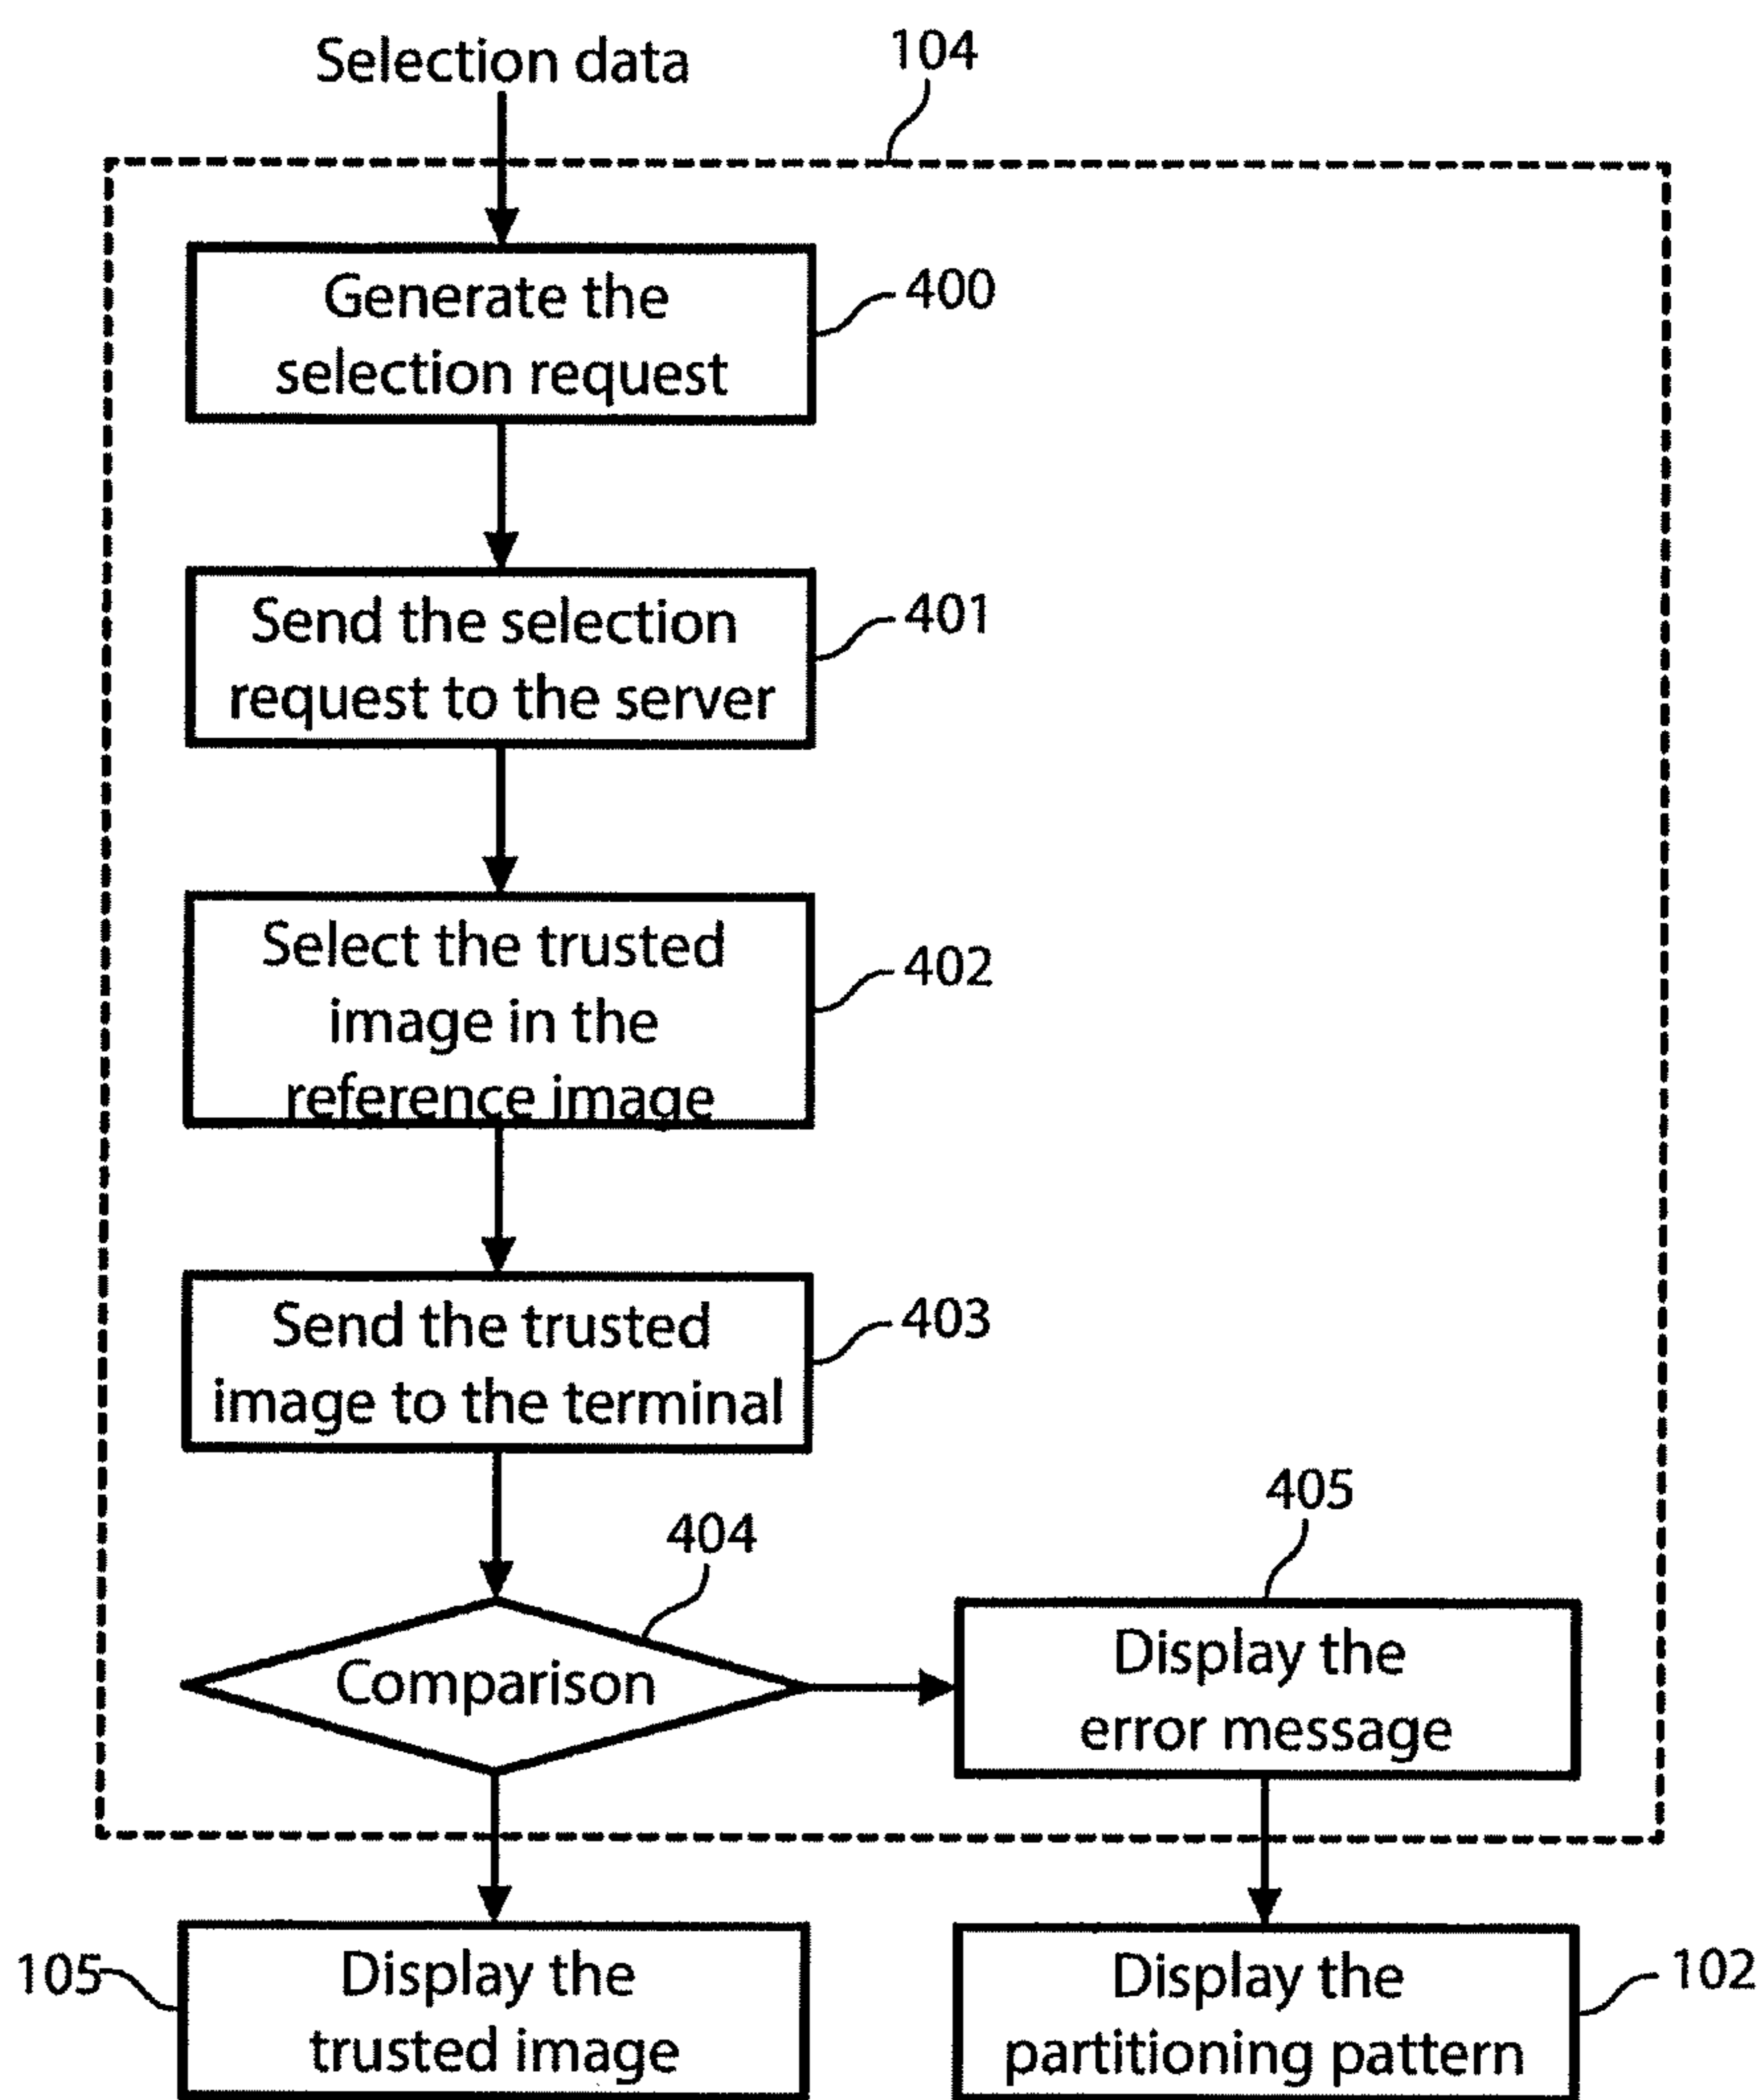 Selection data
104
Generate the
selection request
400
Send the selection
request to the server
401
Select the trusted
image in the
reference image
402
Send the trusted
image to the terminal
403
404
Comparison
405
Display the
error message
105
Display the
trusted image
Display the
partitioning pattern
102